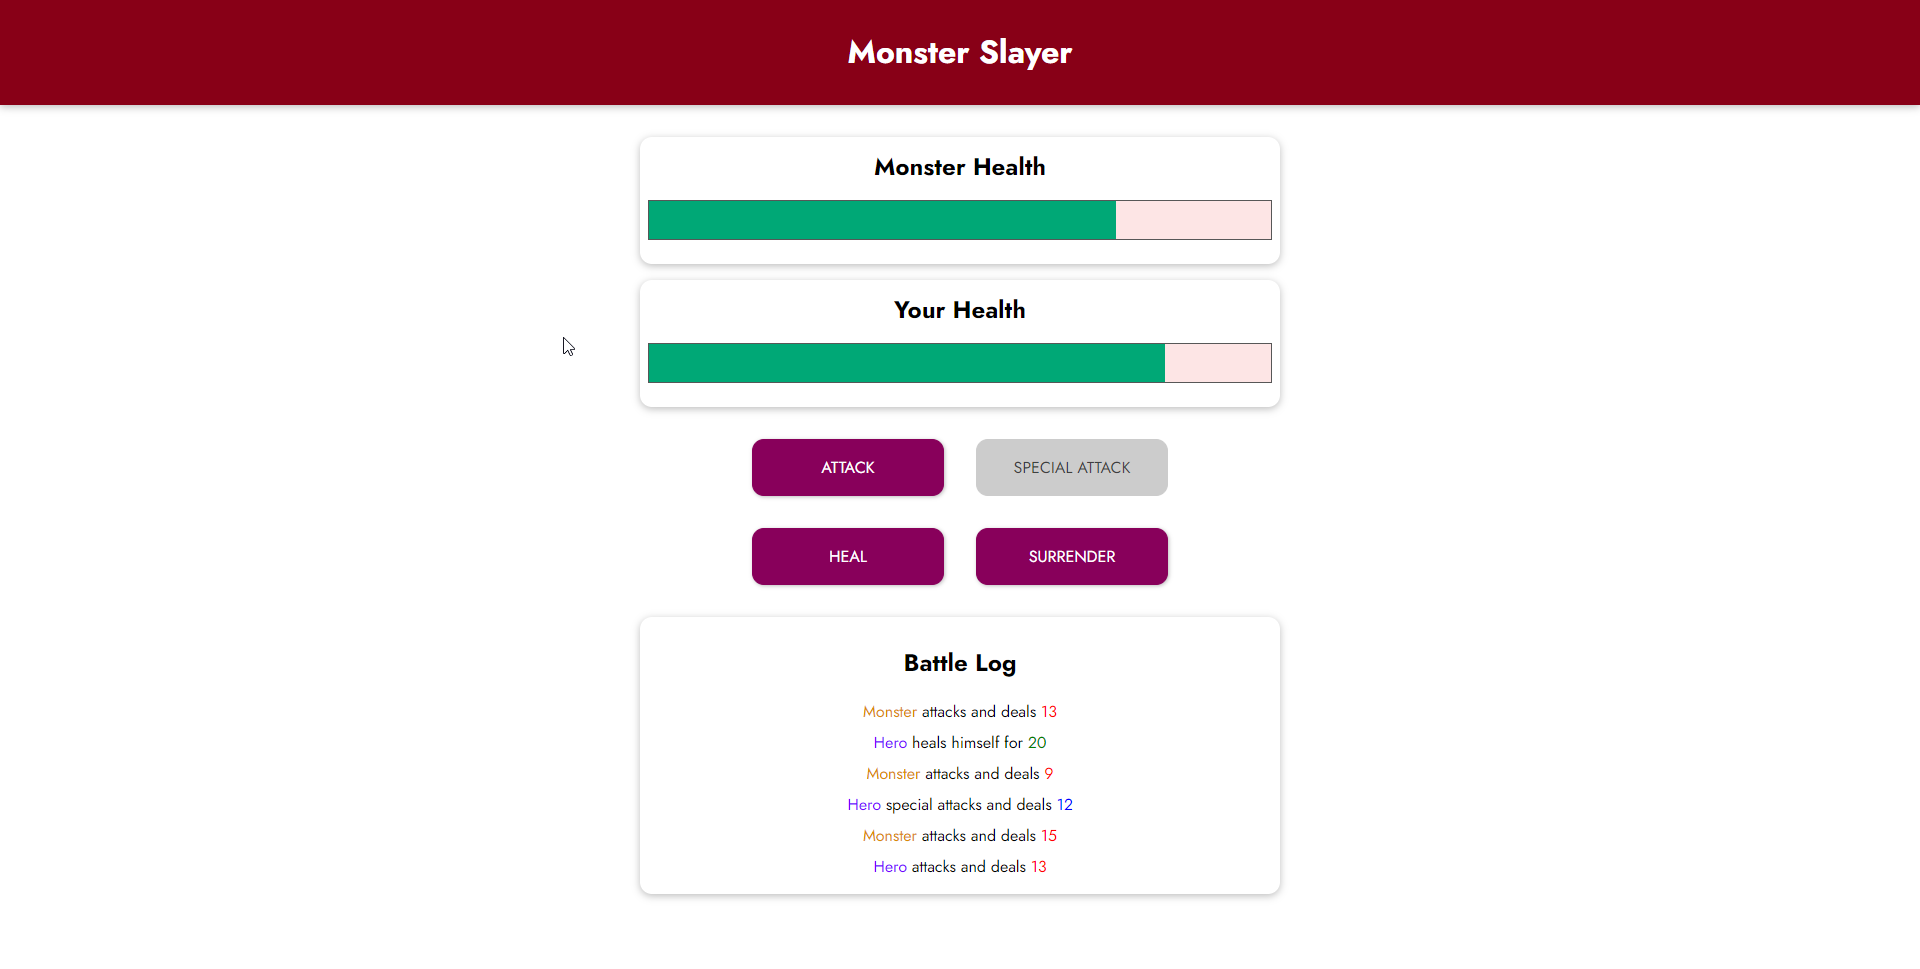 Monster Slayer
Monster Health
Your Health
ATTACK
SPECIAL ATTACK
HEAL
SURRENDER
Battle Log
Monster attacks and deals 13
Hero heals himself for 20
Monster attacks and deals 9
Hero special attacks and deals 12
Monster attacks and deals 15
Hero attacks and deals 13